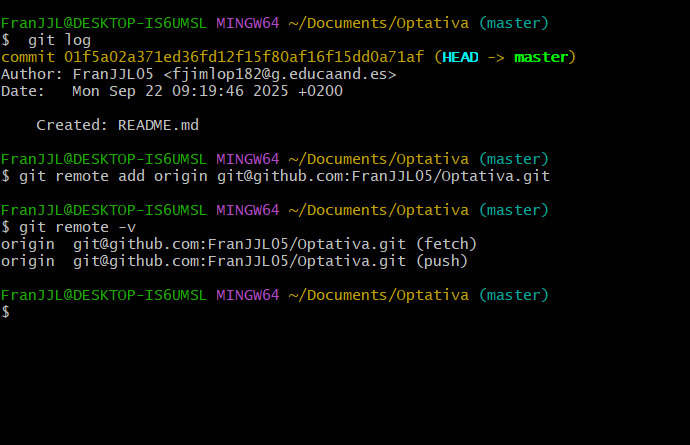 FranJJL@DESKTOP-IS6UMSL MINGW64 ~/Documents/Optativa (master)
$  git log
commit 01f5a02a371ed36fd12f15f80af16f15dd0a71af (HEAD -> master)
Author: FranJJL05 <fjimlop182@g.educaand.es>
Date:   Mon Sep 22 09:19:46 2025 +0200
    Created: README.md
FranJJL@DESKTOP-IS6UMSL MINGW64 ~/Documents/Optativa (master)
$ git remote add origin git@github.com:FranJJL05/Optativa.git
FranJJL@DESKTOP-IS6UMSL MINGW64 ~/Documents/Optativa (master)
$ git remote -v
origin  git@github.com:FranJJL05/Optativa.git (fetch)
origin  git@github.com:FranJJL05/Optativa.git (push)
FranJJL@DESKTOP-IS6UMSL MINGW64 ~/Documents/Optativa (master)
$